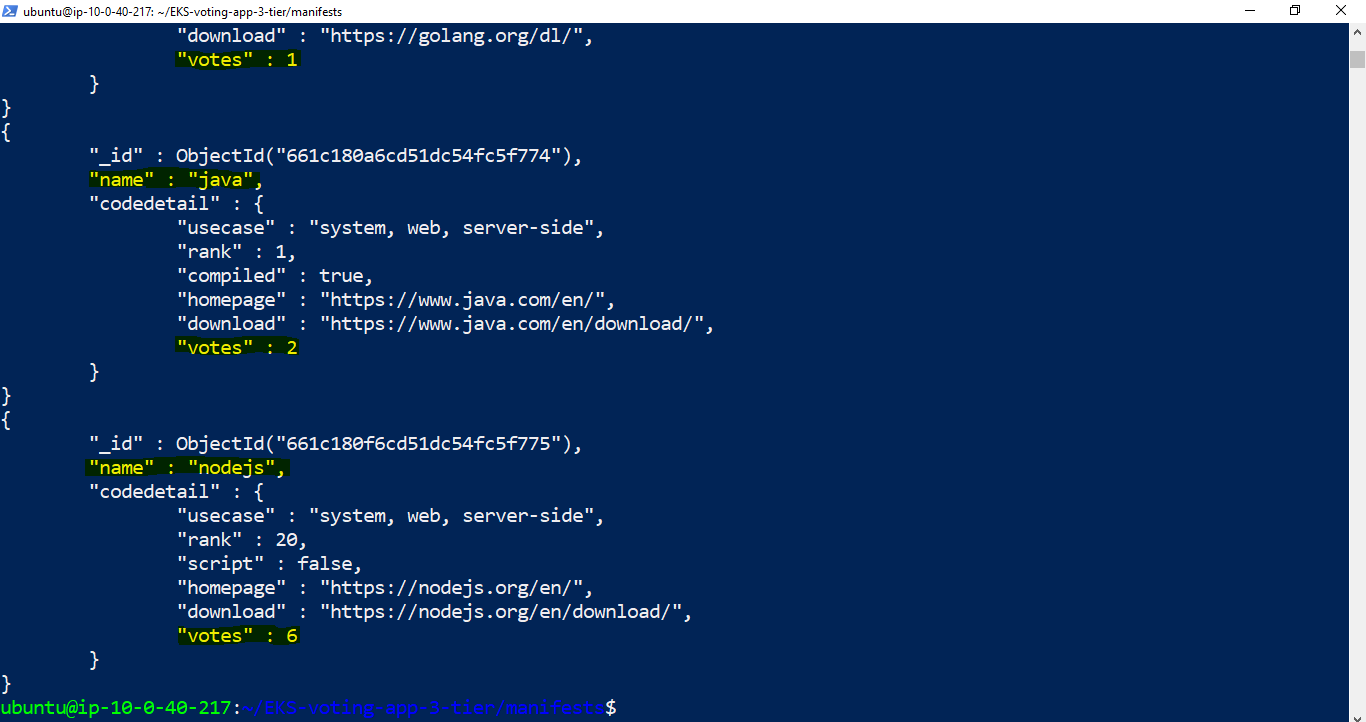 ubuntu@ip-10-0-40-217: ~/EKS-voting-app-3-tier/manifests
"download" : "https://golang.org/dl/",
"votes" : 1
}
}
{
"_id" : ObjectId("661c180a6cd51dc54fc5f774"),
"name" : "java",
"codedetail" : {
"usecase" : "system, web, server-side",
"rank" : 1,
"compiled" : true,
"homepage" : "https://www.java.com/en/",
"download" : "https://www.java.com/en/download/",
"votes" : 2
}
}
{
"_id" : ObjectId("661c180f6cd51dc54fc5f775"),
"name" : "nodejs",
"codedetail" : {
"usecase" : "system, web, server-side",
"rank" : 20,
"script" : false,
"homepage" : "https://nodejs.org/en/",
"download" : "https://nodejs.org/en/download/",
"votes" : 6
}
}
ubuntu@ip-10-0-40-217:~/EKS-voting-app-3-tier/manifests$